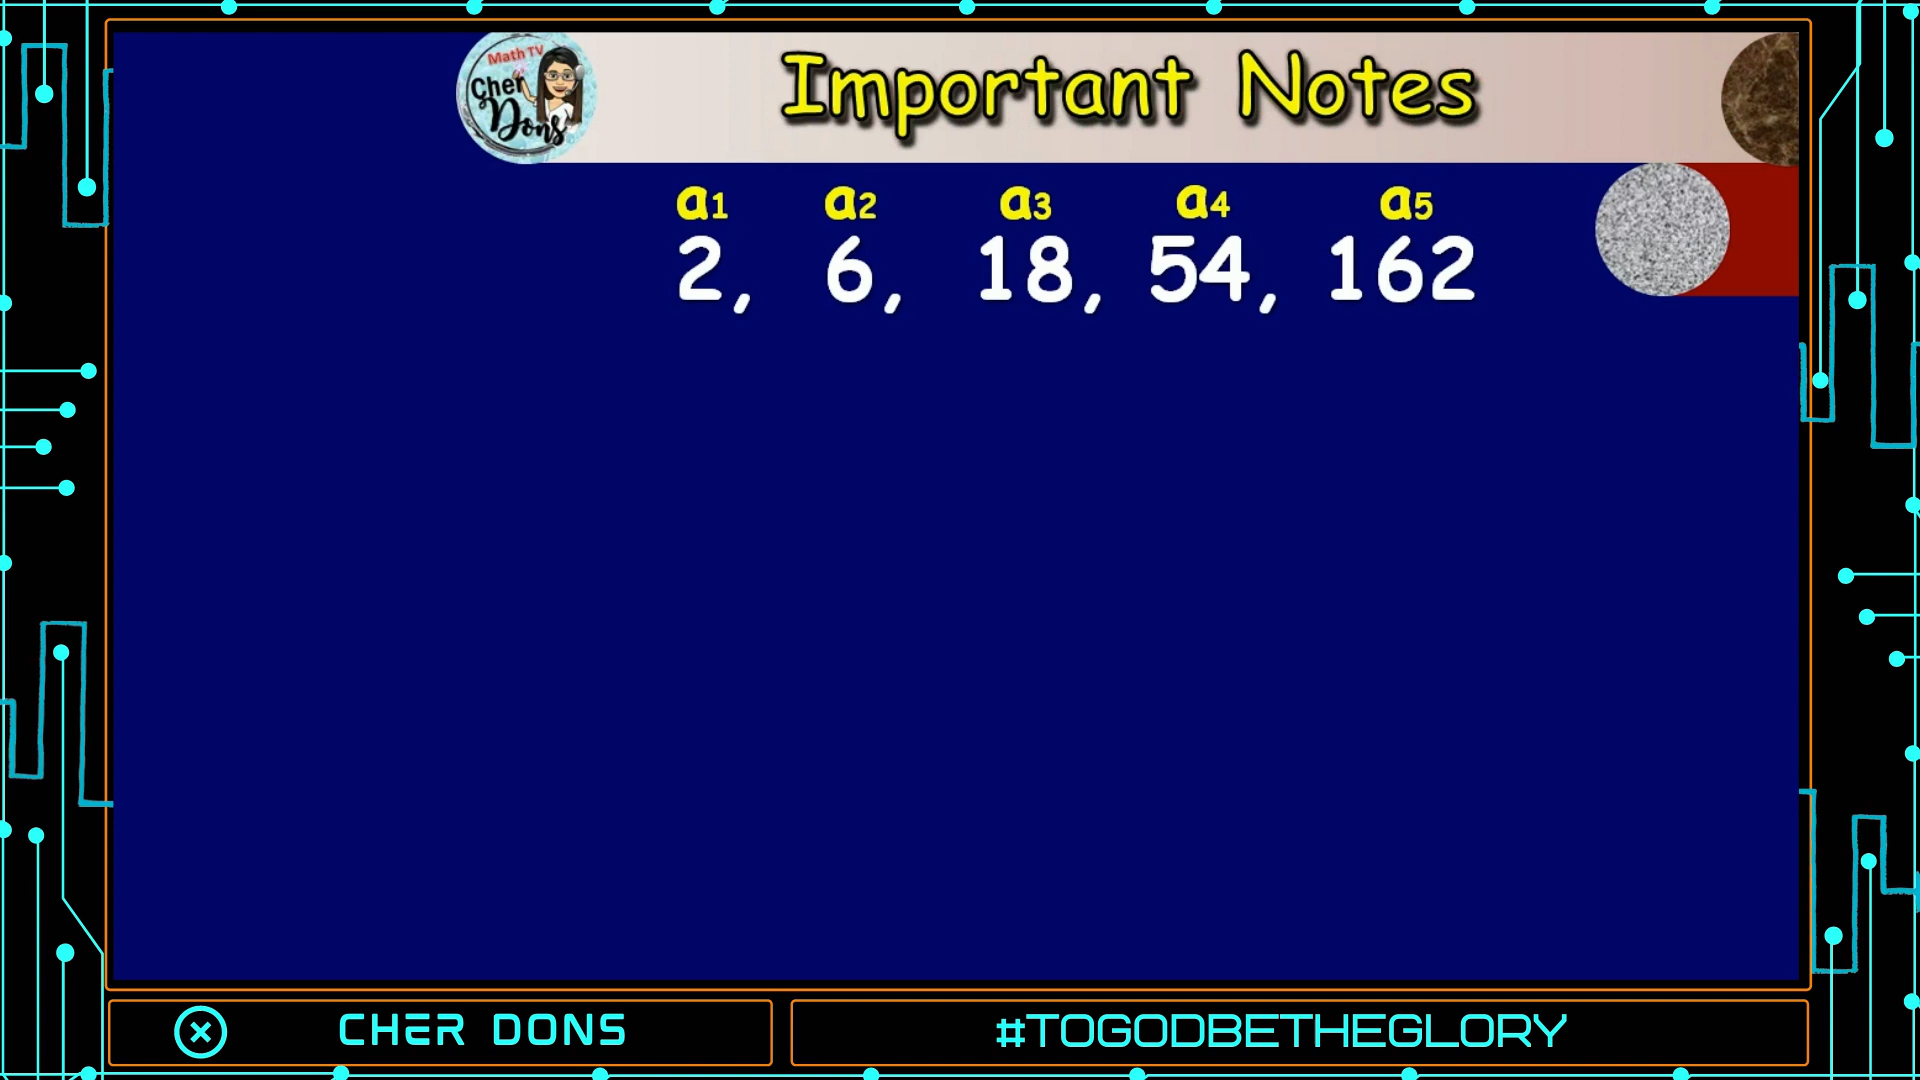 Math TV
Cher
Dons
Important Notes
a1 a2 a3 a4 a5
2, 6, 18, 54, 162
CHER DONS
#TOGODBETHEGLORY